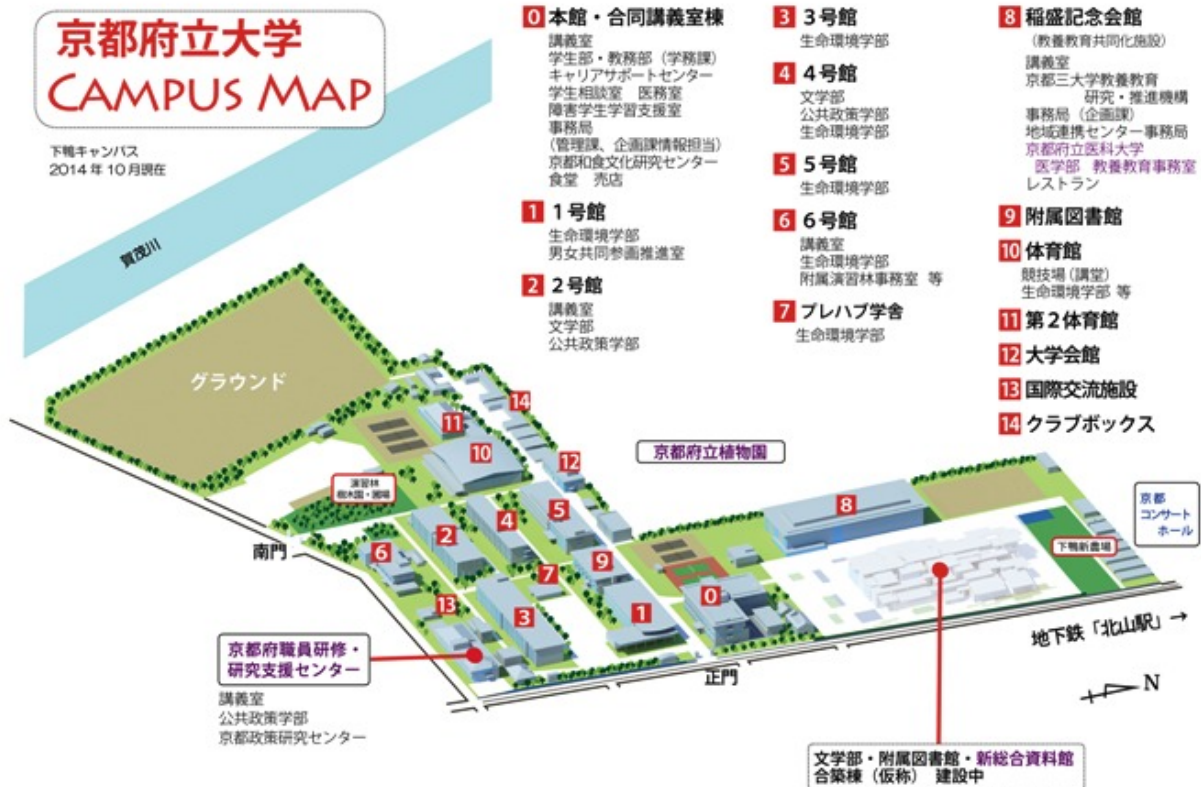 京都府立大学
CAMPUS MAP
下鴨キャンパス
2014年10月現在
0 本館・合同講義室棟
講義室
学生部・教務部（学務課）
キャリアサポートセンター
学生相談室　医務室
障害学生学習支援室
事務局
（管理課、企画課情報担当）
京都和食文化研究センター
食堂　売店
1 1号館
生命環境学部
男女共同参画推進室
2 2号館
講義室
文学部
公共政策学部
3 3号館
生命環境学部
4 4号館
文学部
公共政策学部
生命環境学部
5 5号館
生命環境学部
6 6号館
講義室
生命環境学部
附属演習林事務室 等
7 プレハブ学舎
生命環境学部
8 稲盛記念会館
（教養教育共同化施設）
講義室
京都三大学教養教育
研究・推進機構
事務局（企画課）
地域連携センター事務局
京都府立医科大学
医学部 教養教育事務室
レストラン
9 附属図書館
10 体育館
競技場（講堂）
生命環境学部 等
11 第2体育館
12 大学会館
13 国際交流施設
14 クラブボックス
賀茂川
グラウンド
14
11
10
12
京都府立植物園
演習林
樹木園・圃場
8
京都
コンサート
ホール
5
4
2
下鴨新農場
南門
6
9
7
0
13
3
1
地下鉄「北山駅」→
京都府職員研修・
研究支援センター
講義室
公共政策学部
京都政策研究センター
正門
N
文学部・附属図書館・新総合資料館
合築棟（仮称）　建設中